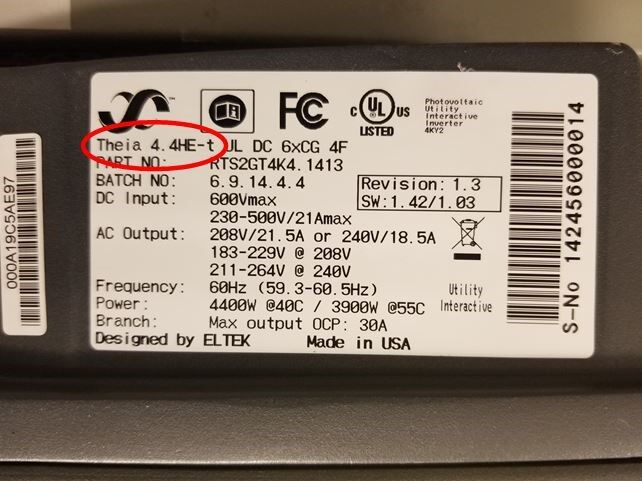 000A19C5AE97
FC
c UL US
LISTED
Photovoltaic
Utility
Interactive
Inverter
4KY2
Theia 4.4HE-t UL DC 6xCG 4F
PART NO: RTS2GT4K4.1413
BATCH NO: 6.9.14.4.4
Revision: 1.3
SW:1.42/1.03
DC Input: 600Vmax
230-500V/21Amax
AC Output: 208V/21.5A or 240V/18.5A
183-229V @ 208V
211-264V @ 240V
Frequency: 60Hz (59.3-60.5Hz)
Power: 4400W @40C / 3900W @55C
Utility
Interactive
Branch: Max output OCP: 30A
Designed by ELTEK Made in USA
S-No 142456000014